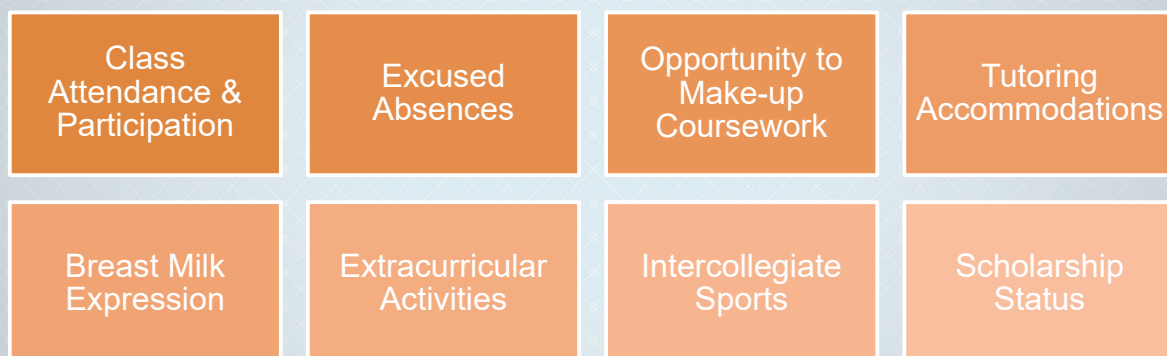 Class
Attendance &
Participation
Excused
Absences
Opportunity to
Make-up
Coursework
Tutoring
Accommodations
Breast Milk
Expression
Extracurricular
Activities
Intercollegiate
Sports
Scholarship
Status